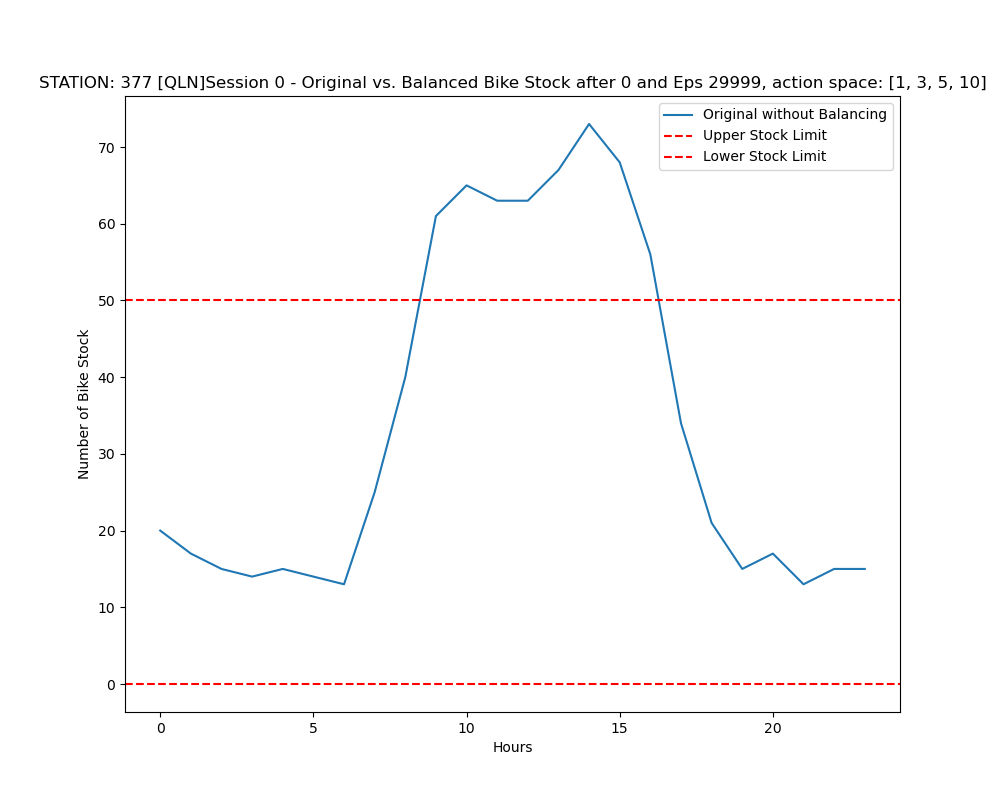 STATION: 377 [QLN]Session 0 - Original vs. Balanced Bike Stock after 0 and Eps 29999, action space: [1, 3, 5, 10]
Original without Balancing
Upper Stock Limit
Lower Stock Limit
Number of Bike Stock
70
60
50
40
30
20
10
0
0 5 10 15 20
Hours